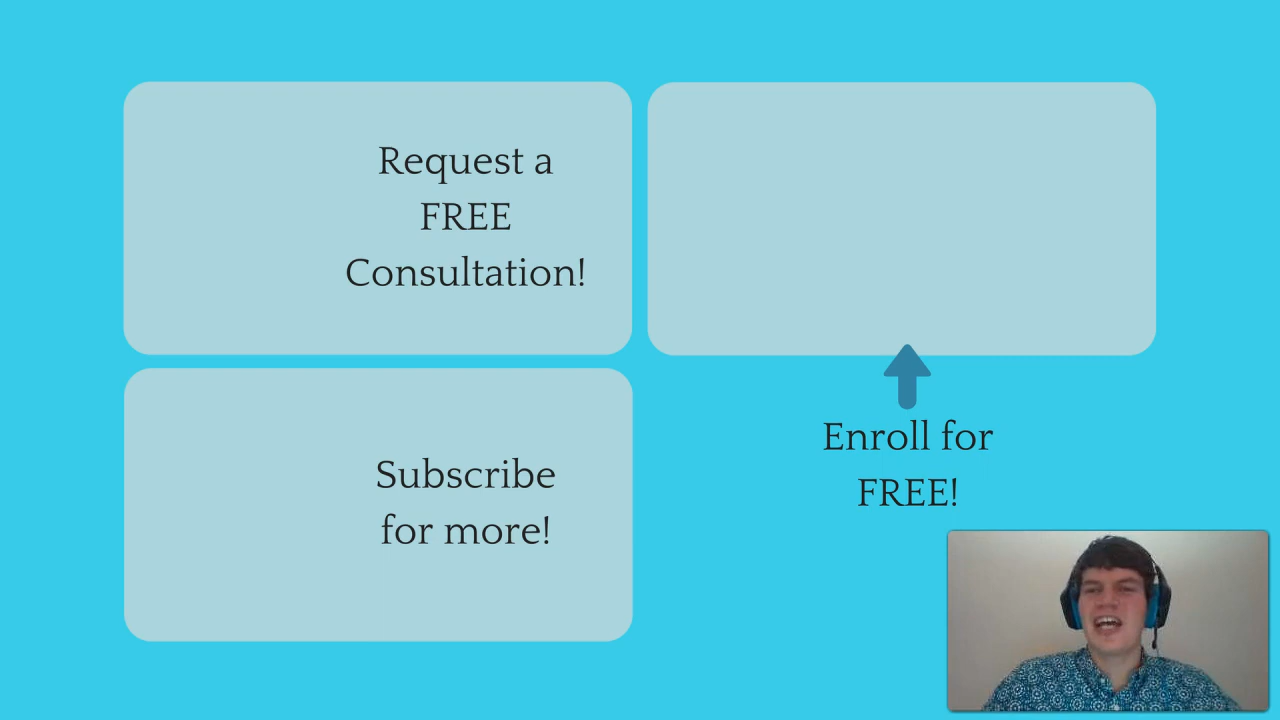 Request a
FREE
Consultation!
Subscribe
for more!
Enroll for
FREE!